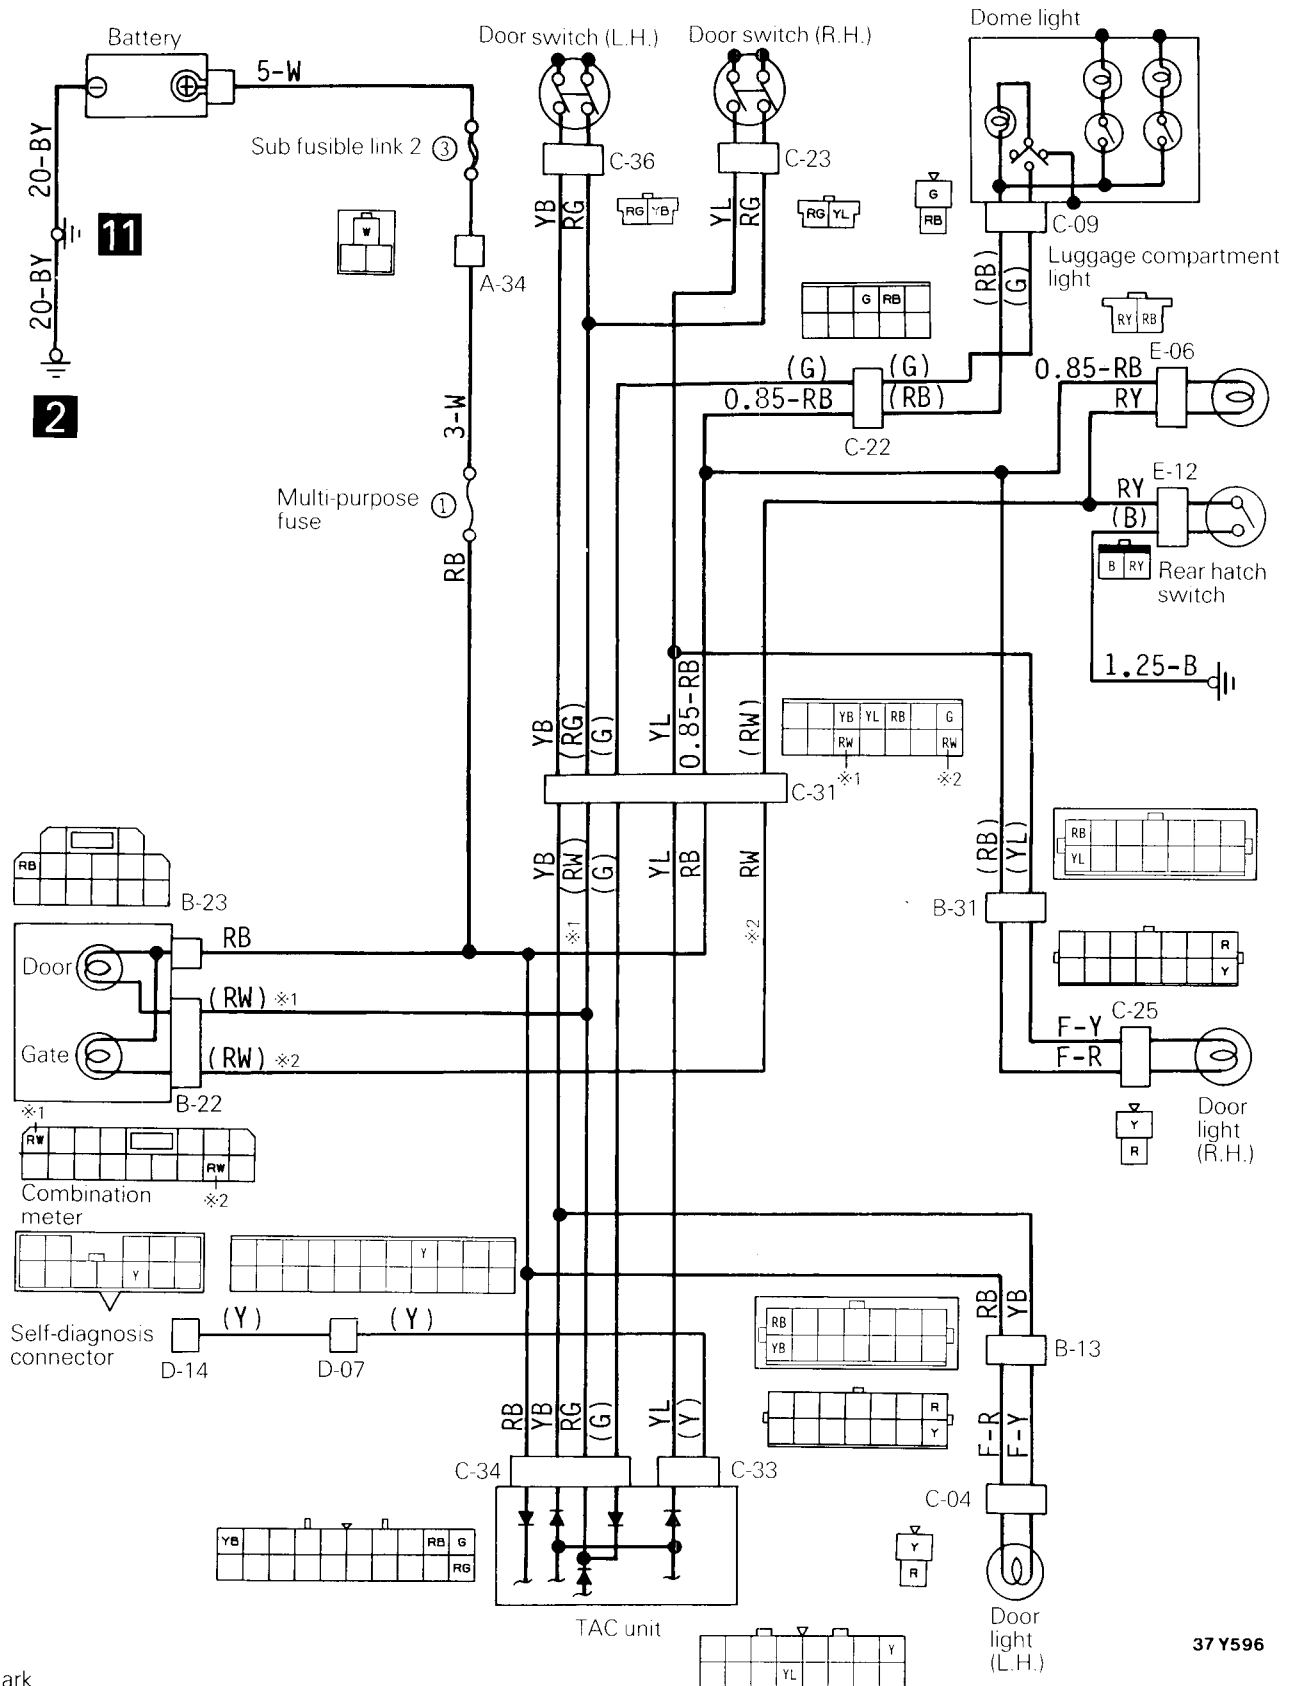 Battery
5-W
20-BY
11
20-BY
2
Sub fusible link 2 ③
W
A-34
3-W
Multi-purpose
fuse
①
RB
Door switch (L.H.)
C-36
YB
RG
RG YB
Door switch (R.H.)
C-23
YL
RG
RG YL
Dome light
G
RB
C-09
(RB)
(G)
G RB
Luggage compartment
light
RY RB
E-06
0.85-RB
RY
(G)
(G)
0.85-RB
(RB)
C-22
E-12
RY
(B)
B RY
Rear hatch
switch
1.25-B
YB
(RG)
(G)
YL
0.85-RB
(RW)
YB YL RB G
RW RW
※1 ※2
C-31
YB
(RW)
(G)
YL
RB
RW
※1
※2
(RB)
(YL)
RB
YL
B-31
R
Y
C-25
F-Y
F-R
Y
R
Door
light
(R.H.)
RB
B-23
RB
Door
(RW) ※1
Gate
(RW) ※2
B-22
※1
RW
RW
※2
Combination
meter
Y
Y
Self-diagnosis
connector
(Y)
(Y)
D-14
D-07
RB
YB
RB
YB
B-13
R
Y
F-R
F-Y
C-04
Y
R
Door
light
(L.H.)
RB
YB
RG
(G)
YL
(Y)
C-34
C-33
YB RB G
RG
TAC unit
Y
YL
37 Y596
ark